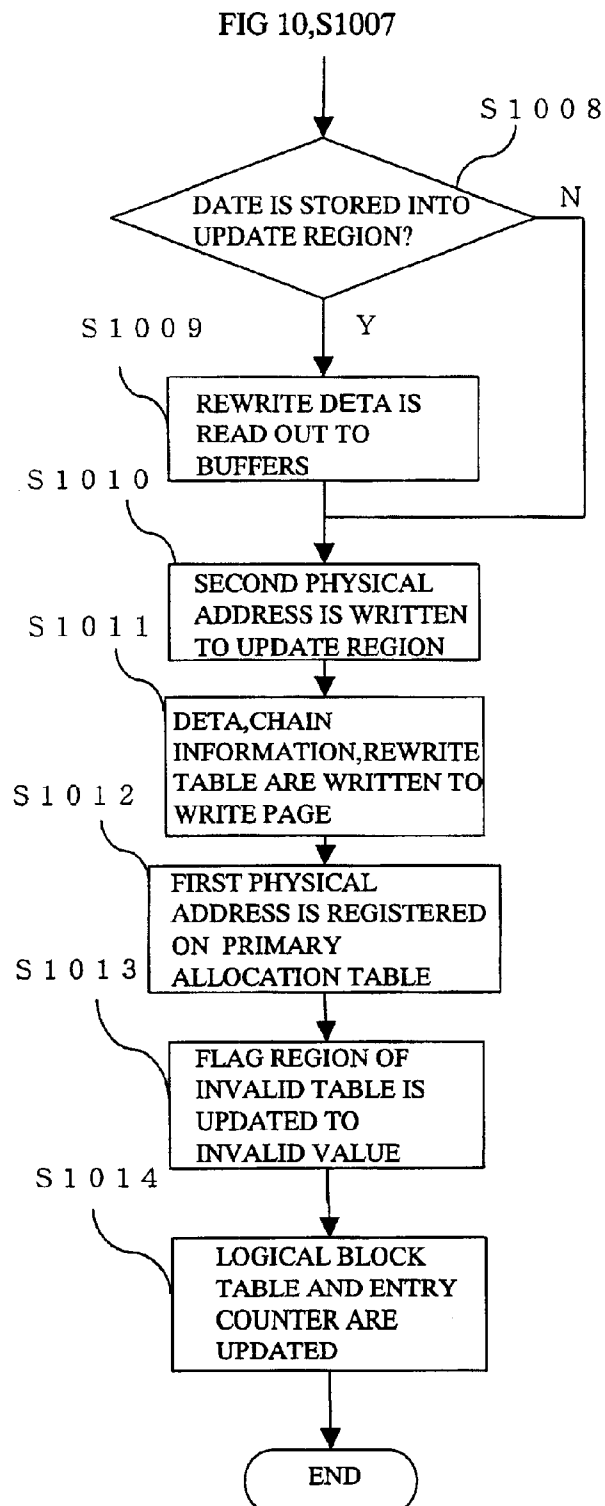 FIG 10,S1007
S1008
DATE IS STORED INTO
UPDATE REGION?
N
Y
S1009
REWRITE DETA IS
READ OUT TO
BUFFERS
S1010
SECOND PHYSICAL
ADDRESS IS WRITTEN
TO UPDATE REGION
S1011
DETA,CHAIN
INFORMATION,REWRITE
TABLE ARE WRITTEN TO
WRITE PAGE
S1012
FIRST PHYSICAL
ADDRESS IS REGISTERED
ON PRIMARY
ALLOCATION TABLE
S1013
FLAG REGION OF
INVALID TABLE IS
UPDATED TO
INVALID VALUE
S1014
LOGICAL BLOCK
TABLE AND ENTRY
COUNTER ARE
UPDATED
END